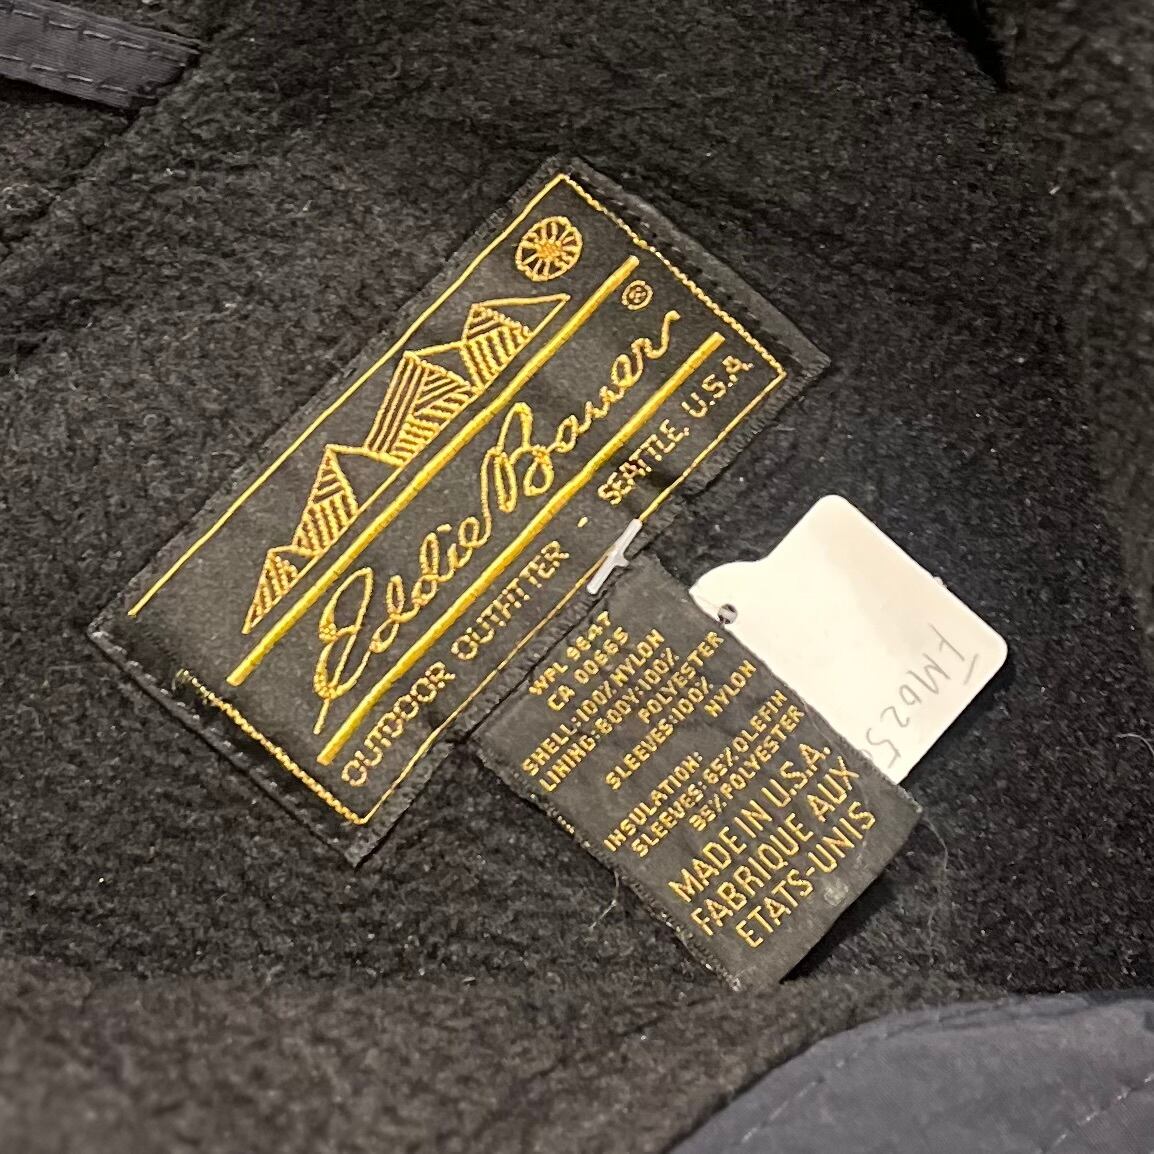 ®
Eddie Bauer
OUTDOOR OUTFITTER - SEATTLE, U.S.A.
WPL 9647
CA 00665
SHELL:100% NYLON
LINING:BODY:100%
POLYESTER
SLEEVES:100%
NYLON
INSULATION:
SLEEVES:65% OLEFIN
35% POLYESTER
MADE IN U.S.A.
FABRIQUE AUX
ETATS-UNIS